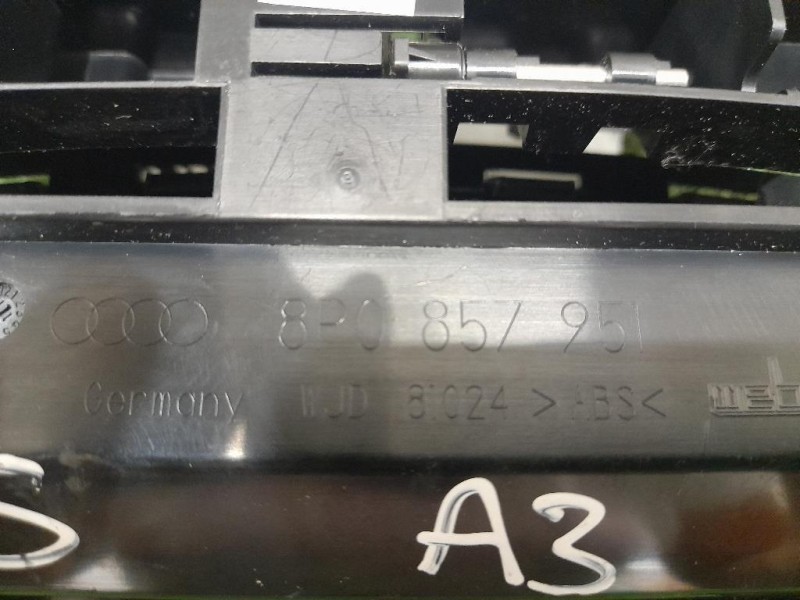 8P0 857 951
Germany WJD 81024 >ABS<
A3